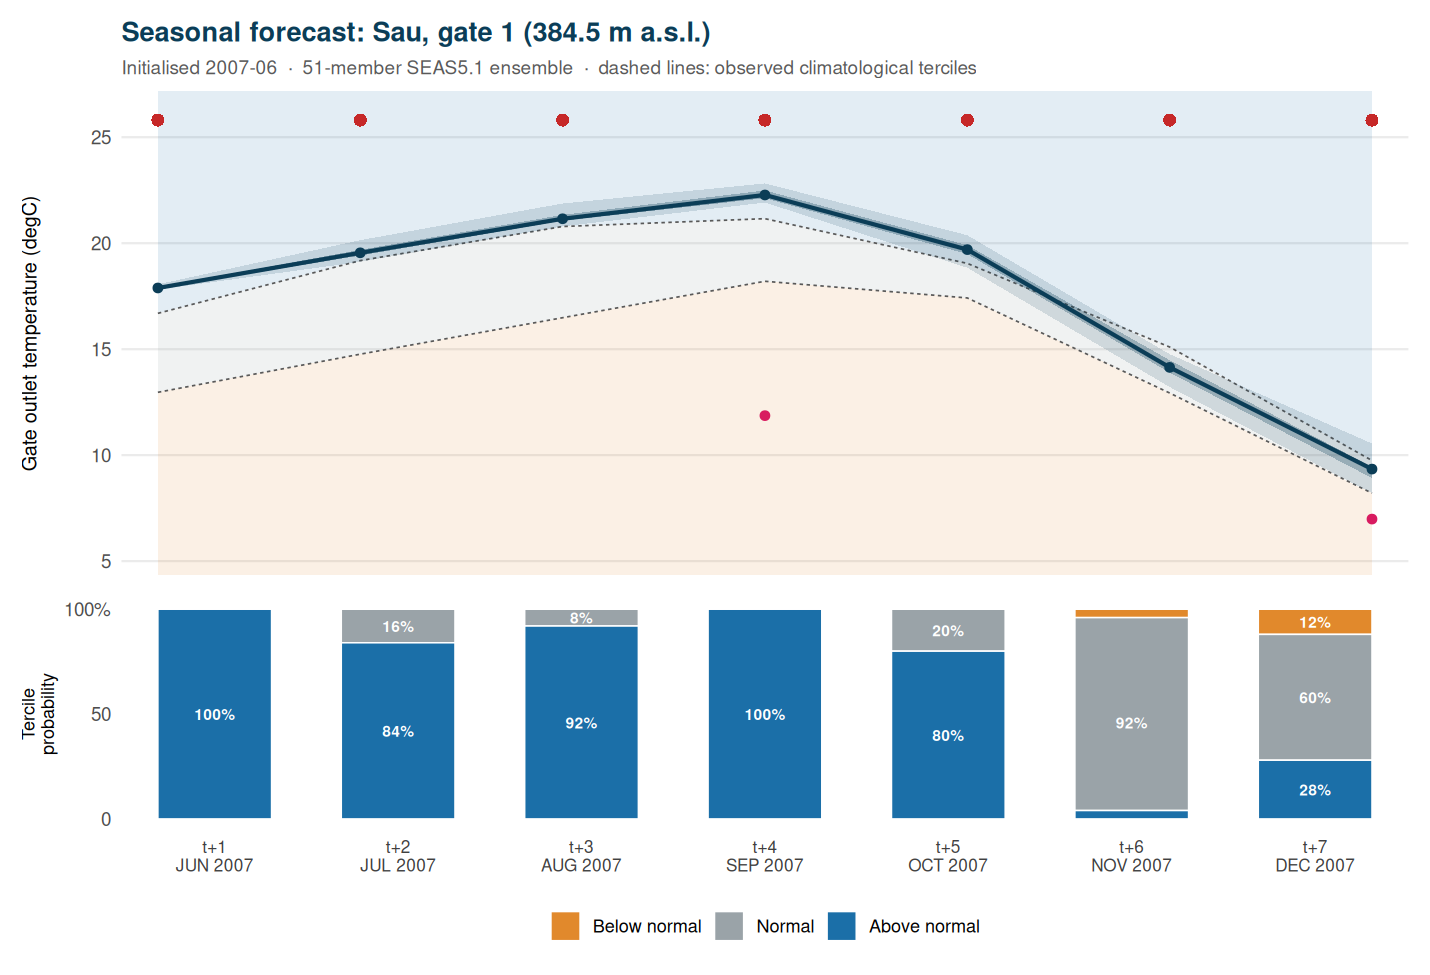 Seasonal forecast: Sau, gate 1 (384.5 m a.s.l.)
Initialised 2007-06 · 51-member SEAS5.1 ensemble · dashed lines: observed climatological terciles
Gate outlet temperature (degC)
25
20
15
10
5
Tercile
probability
100%
50
0
100%
16%
84%
8%
92%
100%
20%
80%
92%
12%
60%
28%
t+1
JUN 2007
t+2
JUL 2007
t+3
AUG 2007
t+4
SEP 2007
t+5
OCT 2007
t+6
NOV 2007
t+7
DEC 2007
Below normal
Normal
Above normal